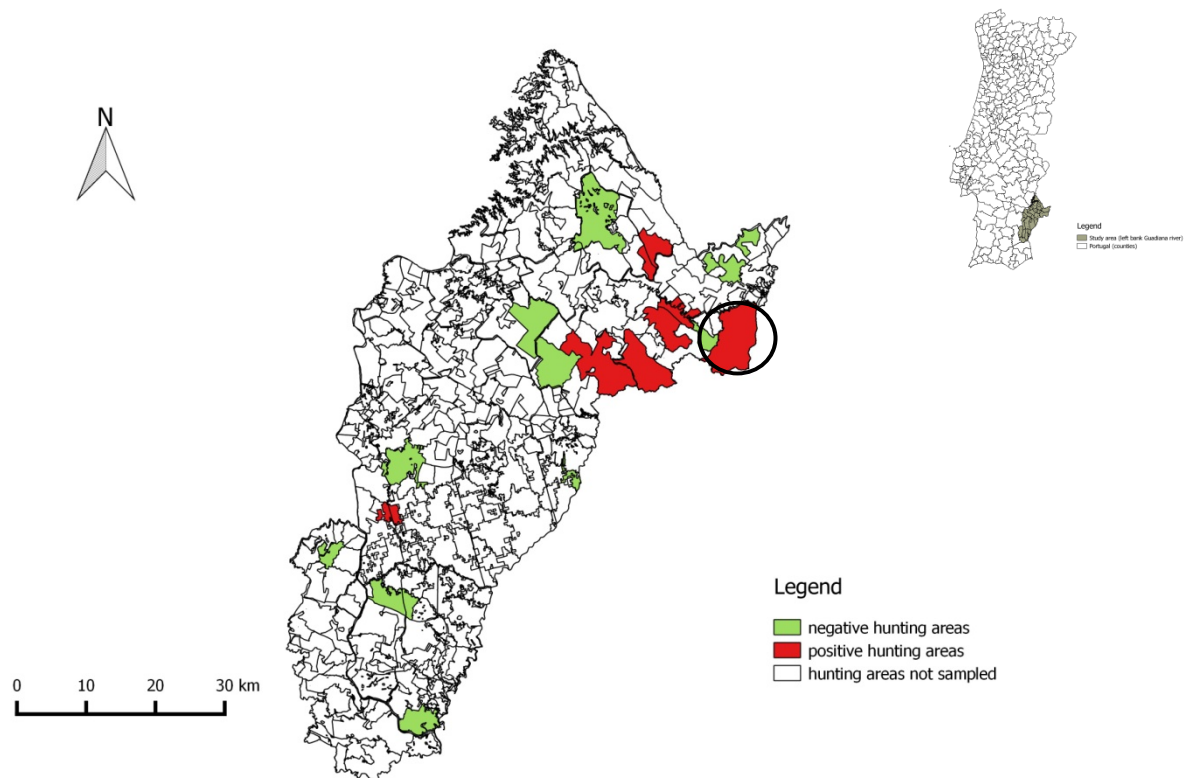 N
Legend
Study area (left bank Guadiana river)
Portugal (counties)
Legend
negative hunting areas
positive hunting areas
hunting areas not sampled
0 10 20 30 km